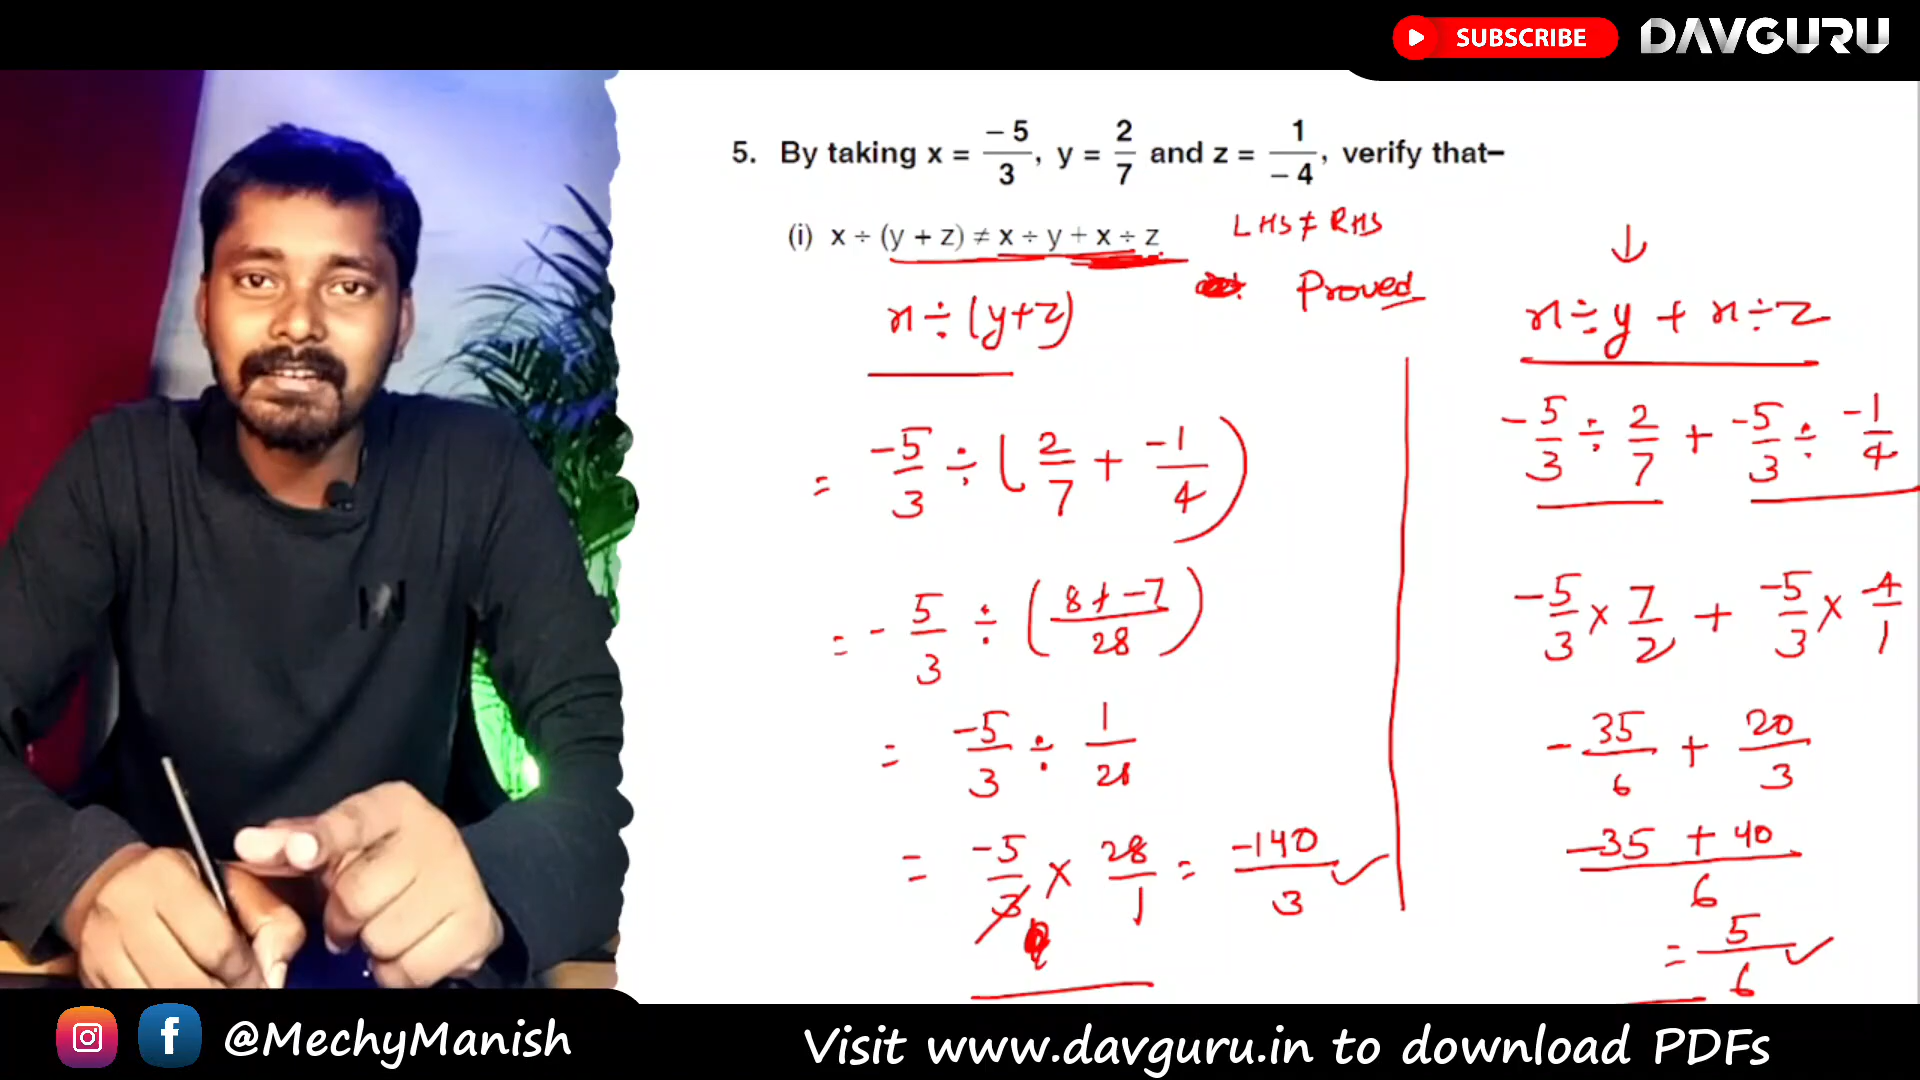 SUBSCRIBE DAVGURU
5. By taking x = -5/3, y = 2/7 and z = 1/-4, verify that–
(i) x ÷ (y + z) ≠ x ÷ y + x ÷ z
LHS ≠ RHS
Proved
x ÷ (y+z)
= -5/3 ÷ (2/7 + -1/4)
= -5/3 ÷ (8+-7/28)
= -5/3 ÷ 1/28
= -5/3 × 28/1 = -140/3 ✓
↓
x÷y + x÷z
-5/3 ÷ 2/7 + -5/3 ÷ -1/4
-5/3 × 7/2 + -5/3 × -4/1
-35/6 + 20/3
-35 + 40/6
= 5/6 ✓
@MechyManish
Visit www.davguru.in to download PDFs